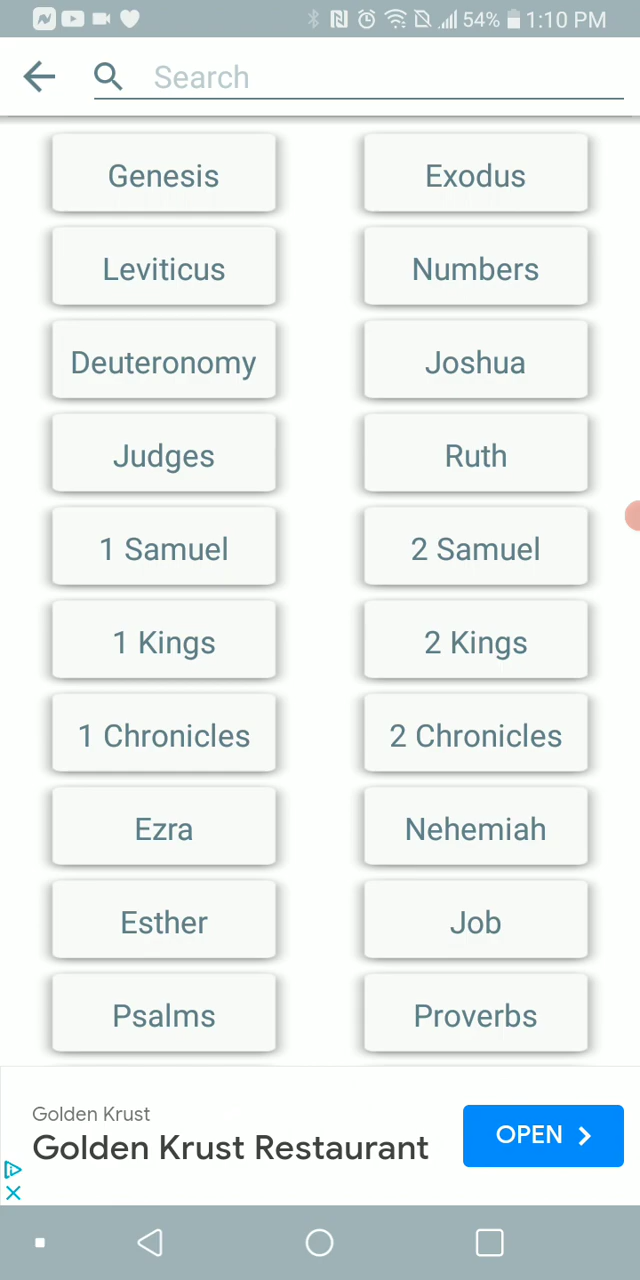 54% 1:10 PM
Search
Genesis Exodus
Leviticus Numbers
Deuteronomy Joshua
Judges Ruth
1 Samuel 2 Samuel
1 Kings 2 Kings
1 Chronicles 2 Chronicles
Ezra Nehemiah
Esther Job
Psalms Proverbs
Golden Krust
Golden Krust Restaurant
OPEN